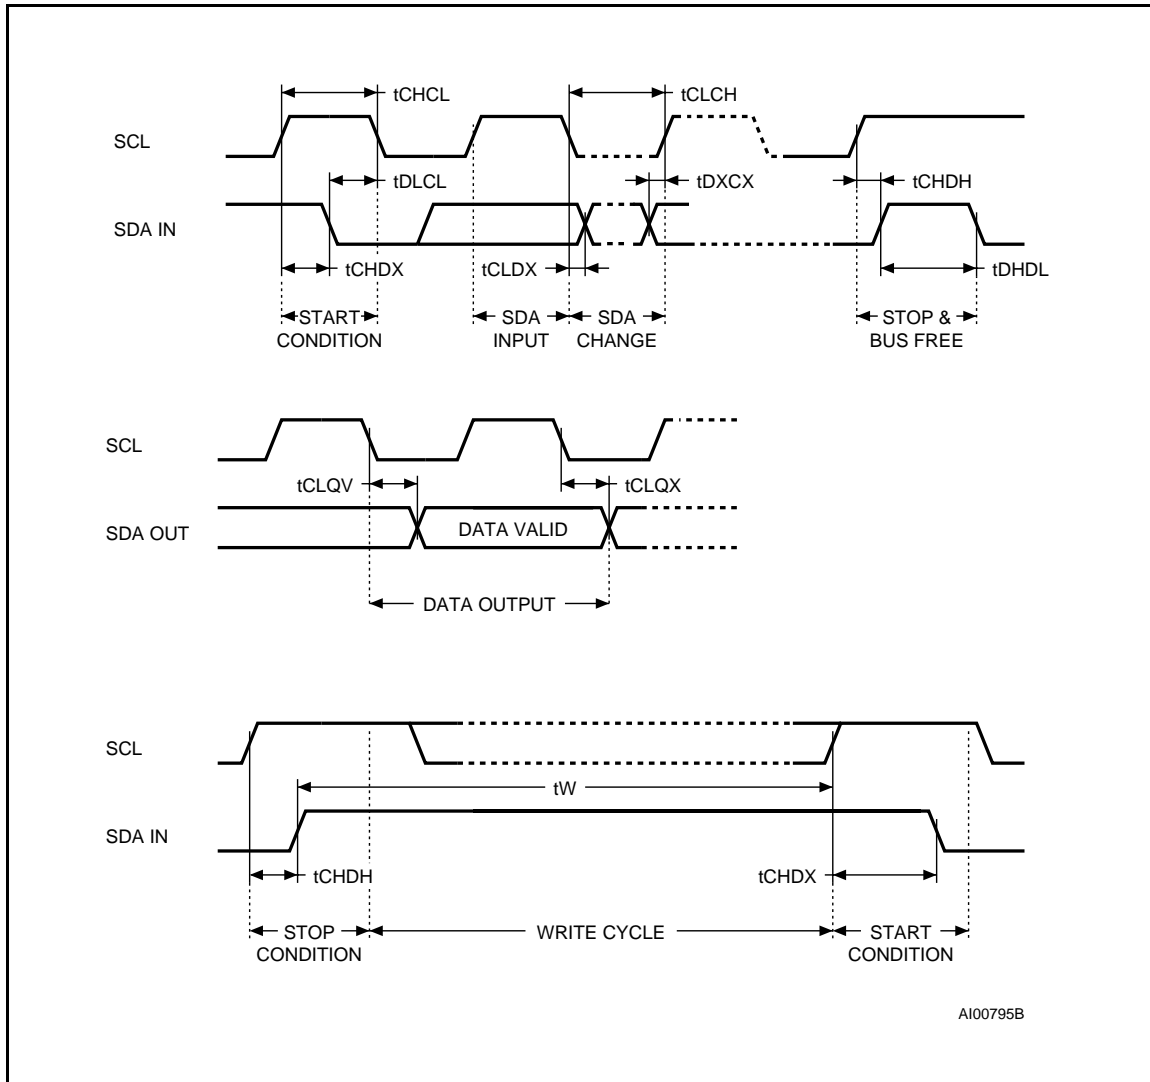 tCHCL
tCLCH
SCL
tDLCL
tDXCX
tCHDH
SDA IN
tCHDX
tCLDX
tDHDL
START
CONDITION
SDA
INPUT
SDA
CHANGE
STOP &
BUS FREE
SCL
tCLQV
tCLQX
SDA OUT
DATA VALID
DATA OUTPUT
SCL
tW
SDA IN
tCHDH
tCHDX
STOP
CONDITION
WRITE CYCLE
START
CONDITION
AI00795B